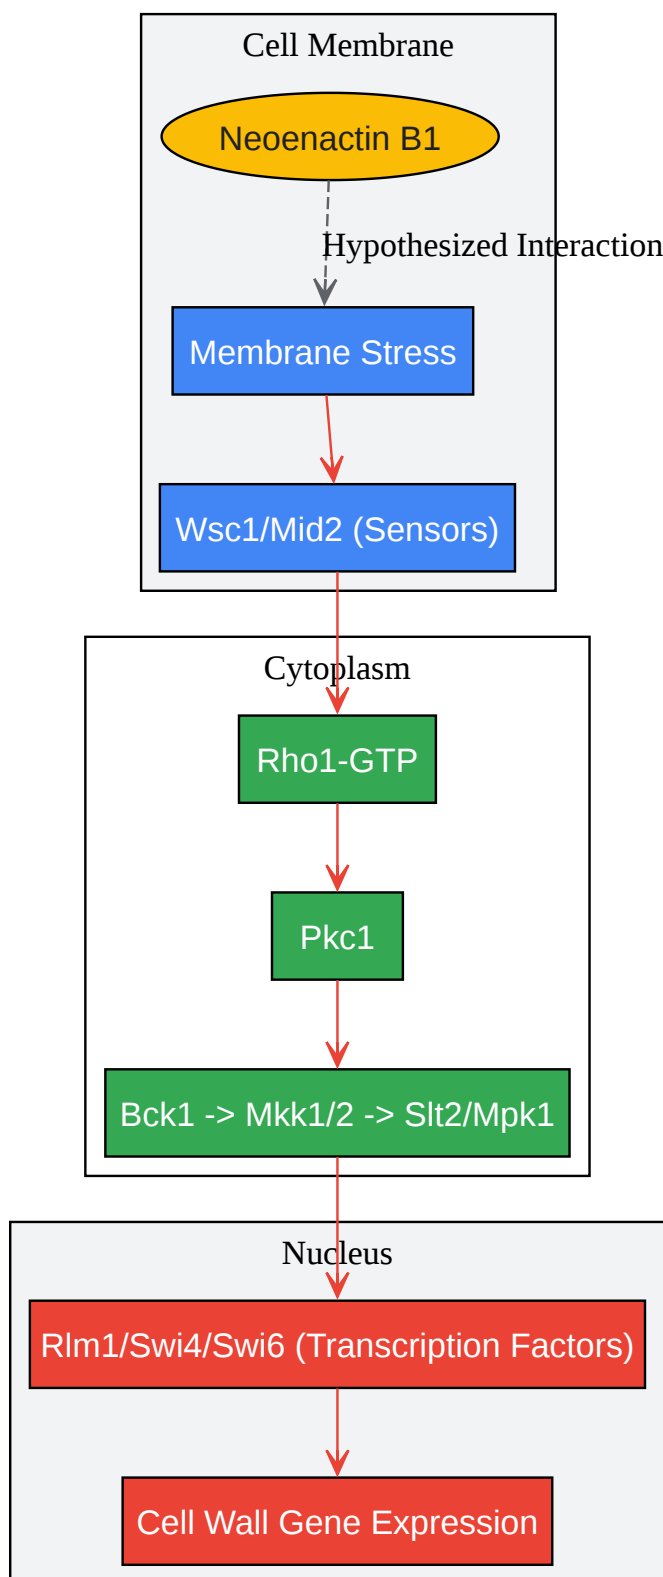 Cell Membrane
Neoenactin B1
Hypothesized Interaction
Membrane Stress
Wsc1/Mid2 (Sensors)
Cytoplasm
Rho1-GTP
Pkc1
Bck1 -> Mkk1/2 -> Slt2/Mpk1
Nucleus
Rlm1/Swi4/Swi6 (Transcription Factors)
Cell Wall Gene Expression